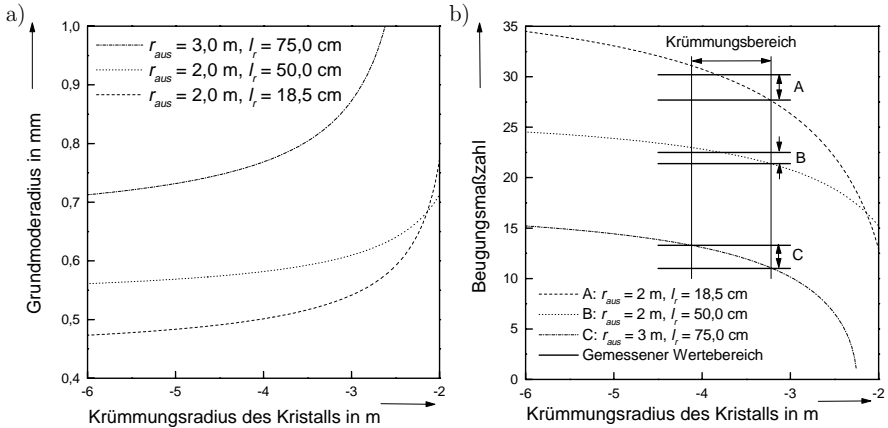 a)
Grundmoderadius in mm
1,0
0,9
0,8
0,7
0,6
0,5
0,4
r_aus = 3,0 m, l_r = 75,0 cm
r_aus = 2,0 m, l_r = 50,0 cm
r_aus = 2,0 m, l_r = 18,5 cm
-6
-5
-4
-3
-2
Krümmungsradius des Kristalls in m
b)
Beugungsmaßzahl
35
30
25
20
15
10
5
0
Krümmungsbereich
A
B
C
A: r_aus = 2 m, l_r = 18,5 cm
B: r_aus = 2 m, l_r = 50,0 cm
C: r_aus = 3 m, l_r = 75,0 cm
Gemessener Wertebereich
-6
-5
-4
-3
-2
Krümmungsradius des Kristalls in m